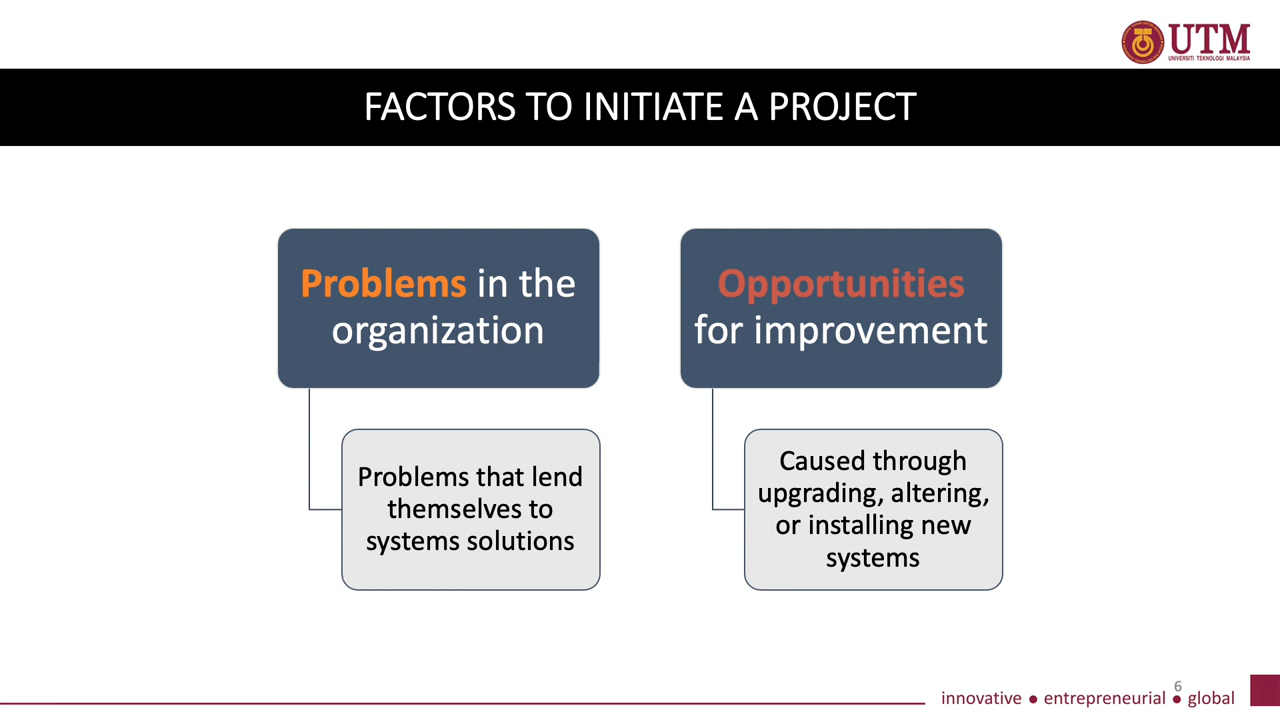 UTM
UNIVERSITI TEKNOLOGI MALAYSIA
FACTORS TO INITIATE A PROJECT
Problems in the
organization
Problems that lend
themselves to
systems solutions
Opportunities
for improvement
Caused through
upgrading, altering,
or installing new
systems
6
innovative ● entrepreneurial ● global